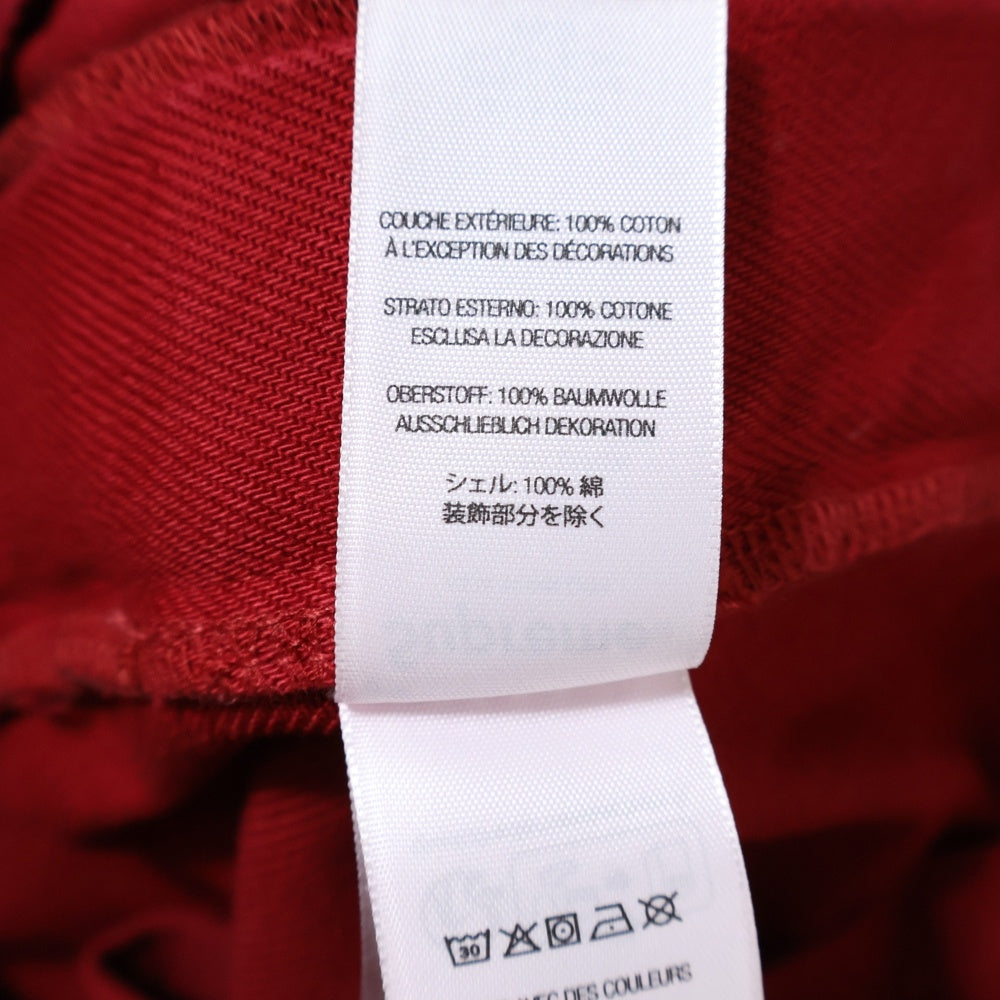 COUCHE EXTÉRIEURE: 100% COTON
À L'EXCEPTION DES DÉCORATIONS
STRATO ESTERNO: 100% COTONE
ESCLUSA LA DECORAZIONE
OBERSTOFF: 100% BAUMWOLLE
AUSSCHLIEßLICH DEKORATION
シェル: 100% 綿
装飾部分を除く
30
AVEC DES COULEURS